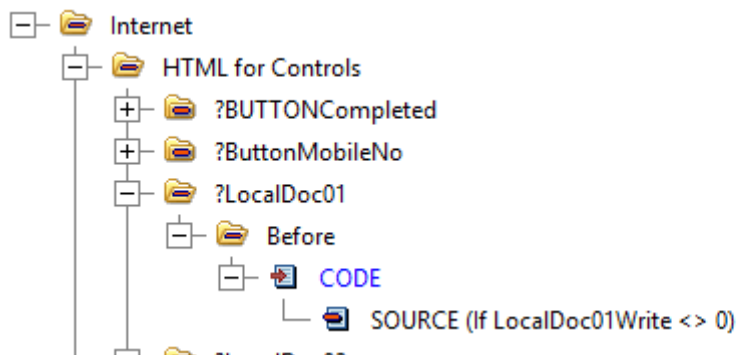 Internet
HTML for Controls
?BUTTONCompleted
?ButtonMobileNo
?LocalDoc01
Before
CODE
SOURCE (If LocalDoc01Write <> 0)